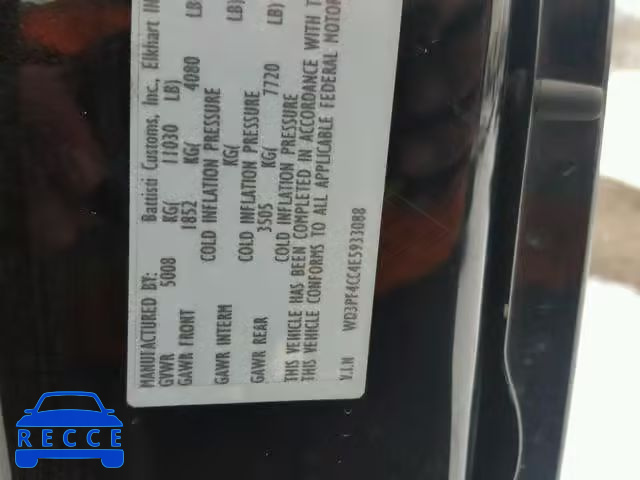 MANUFACTURED BY: Battisti Customs, Inc., Elkhart IN
GVWR 5008 KG( 11030 LB)
GAWR FRONT 1852 KG( 4080 LB)
COLD INFLATION PRESSURE
GAWR INTERM KG( LB)
COLD INFLATION PRESSURE
GAWR REAR 3505 KG( 7720 LB)
COLD INFLATION PRESSURE
THIS VEHICLE HAS BEEN COMPLETED IN ACCORDANCE WITH
THIS VEHICLE CONFORMS TO ALL APPLICABLE FEDERAL MOTOR
V.I.N WD3PF4CC4E5933088
RECCE